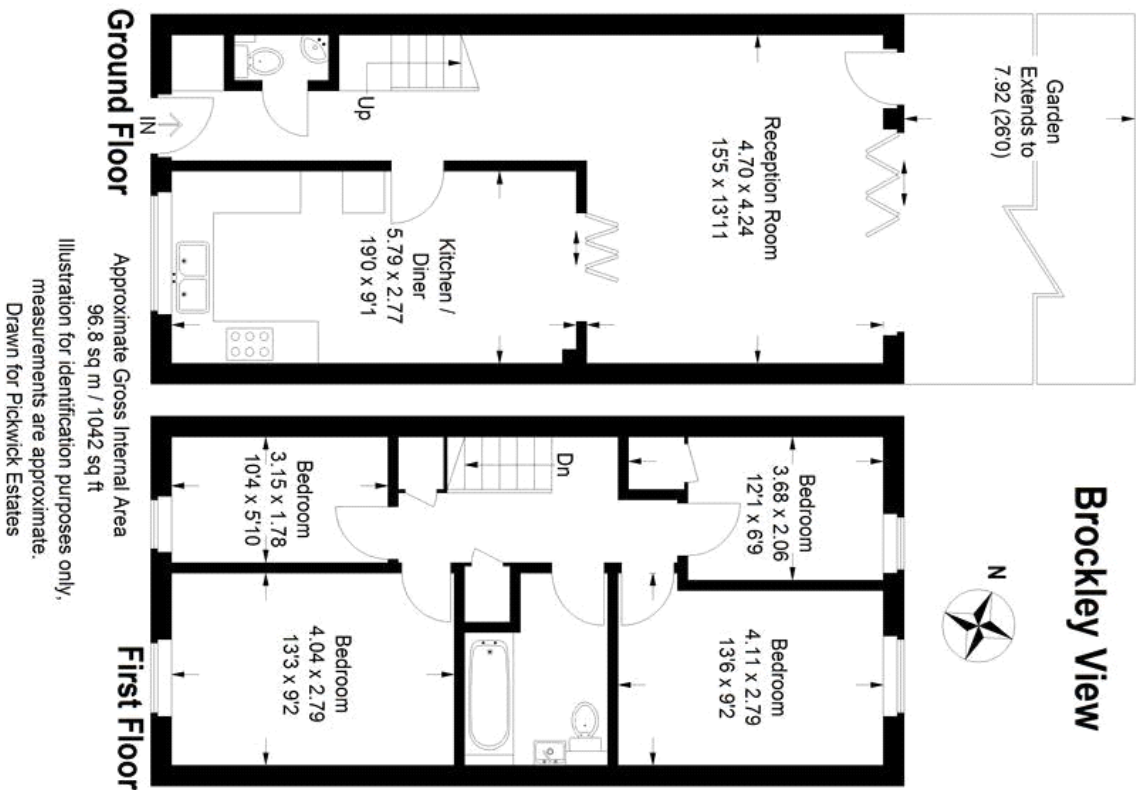 Brockley View
N
Garden
Extends to
7.92 (26'0)
Reception Room
4.70 x 4.24
15'5 x 13'11
Up
Kitchen /
Diner
5.79 x 2.77
19'0 x 9'1
IN
Ground Floor
Bedroom
3.68 x 2.06
12'1 x 6'9
Bedroom
4.11 x 2.79
13'6 x 9'2
Dn
Bedroom
3.15 x 1.78
10'4 x 5'10
Bedroom
4.04 x 2.79
13'3 x 9'2
First Floor
Approximate Gross Internal Area
96.8 sq m / 1042 sq ft
Illustration for identification purposes only,
measurements are approximate.
Drawn for Pickwick Estates